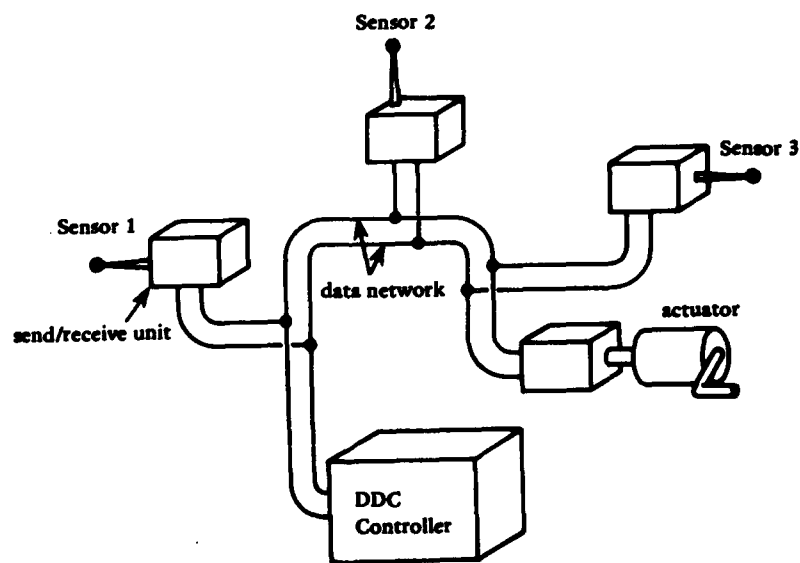 Sensor 2
Sensor 3
Sensor 1
data network
send/receive unit
actuator
DDC
Controller